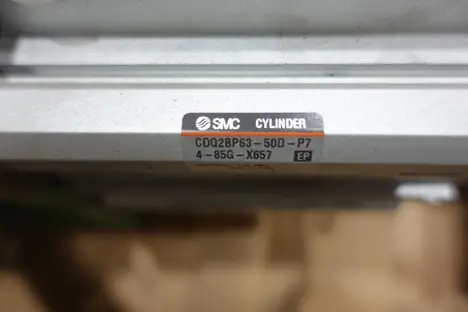 SMC CYLINDER
CDQ2BP63-50D-P7
4-85G-X657 EP